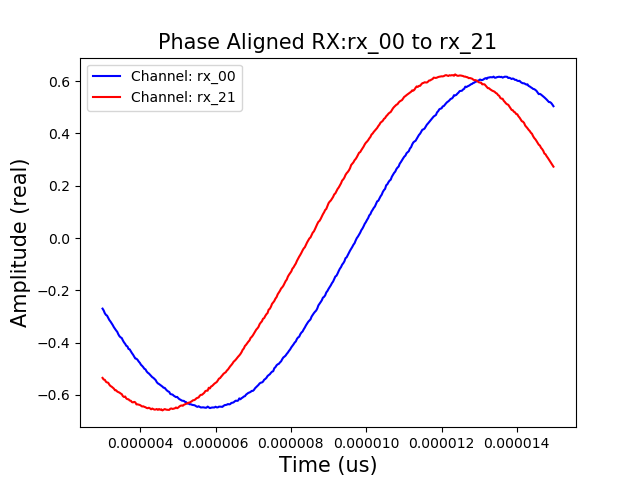 Phase Aligned RX:rx_00 to rx_21
Channel: rx_00
Channel: rx_21
Amplitude (real)
0.6
0.4
0.2
0.0
−0.2
−0.4
−0.6
0.000004 0.000006 0.000008 0.000010 0.000012 0.000014
Time (us)